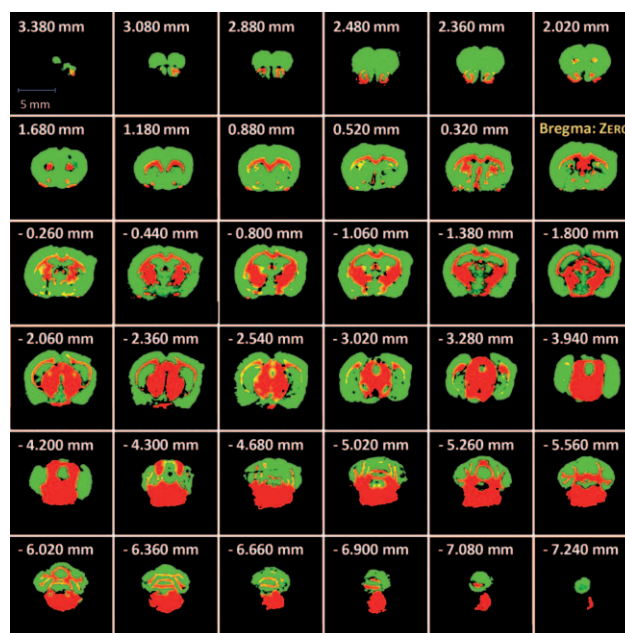 3.380 mm 3.080 mm 2.880 mm 2.480 mm 2.360 mm 2.020 mm
5 mm
1.680 mm 1.180 mm 0.880 mm 0.520 mm 0.320 mm Bregma: ZERO
- 0.260 mm - 0.440 mm - 0.800 mm - 1.060 mm - 1.380 mm - 1.800 mm
- 2.060 mm - 2.360 mm - 2.540 mm - 3.020 mm - 3.280 mm - 3.940 mm
- 4.200 mm - 4.300 mm - 4.680 mm - 5.020 mm - 5.260 mm - 5.560 mm
- 6.020 mm - 6.360 mm - 6.660 mm - 6.900 mm - 7.080 mm - 7.240 mm